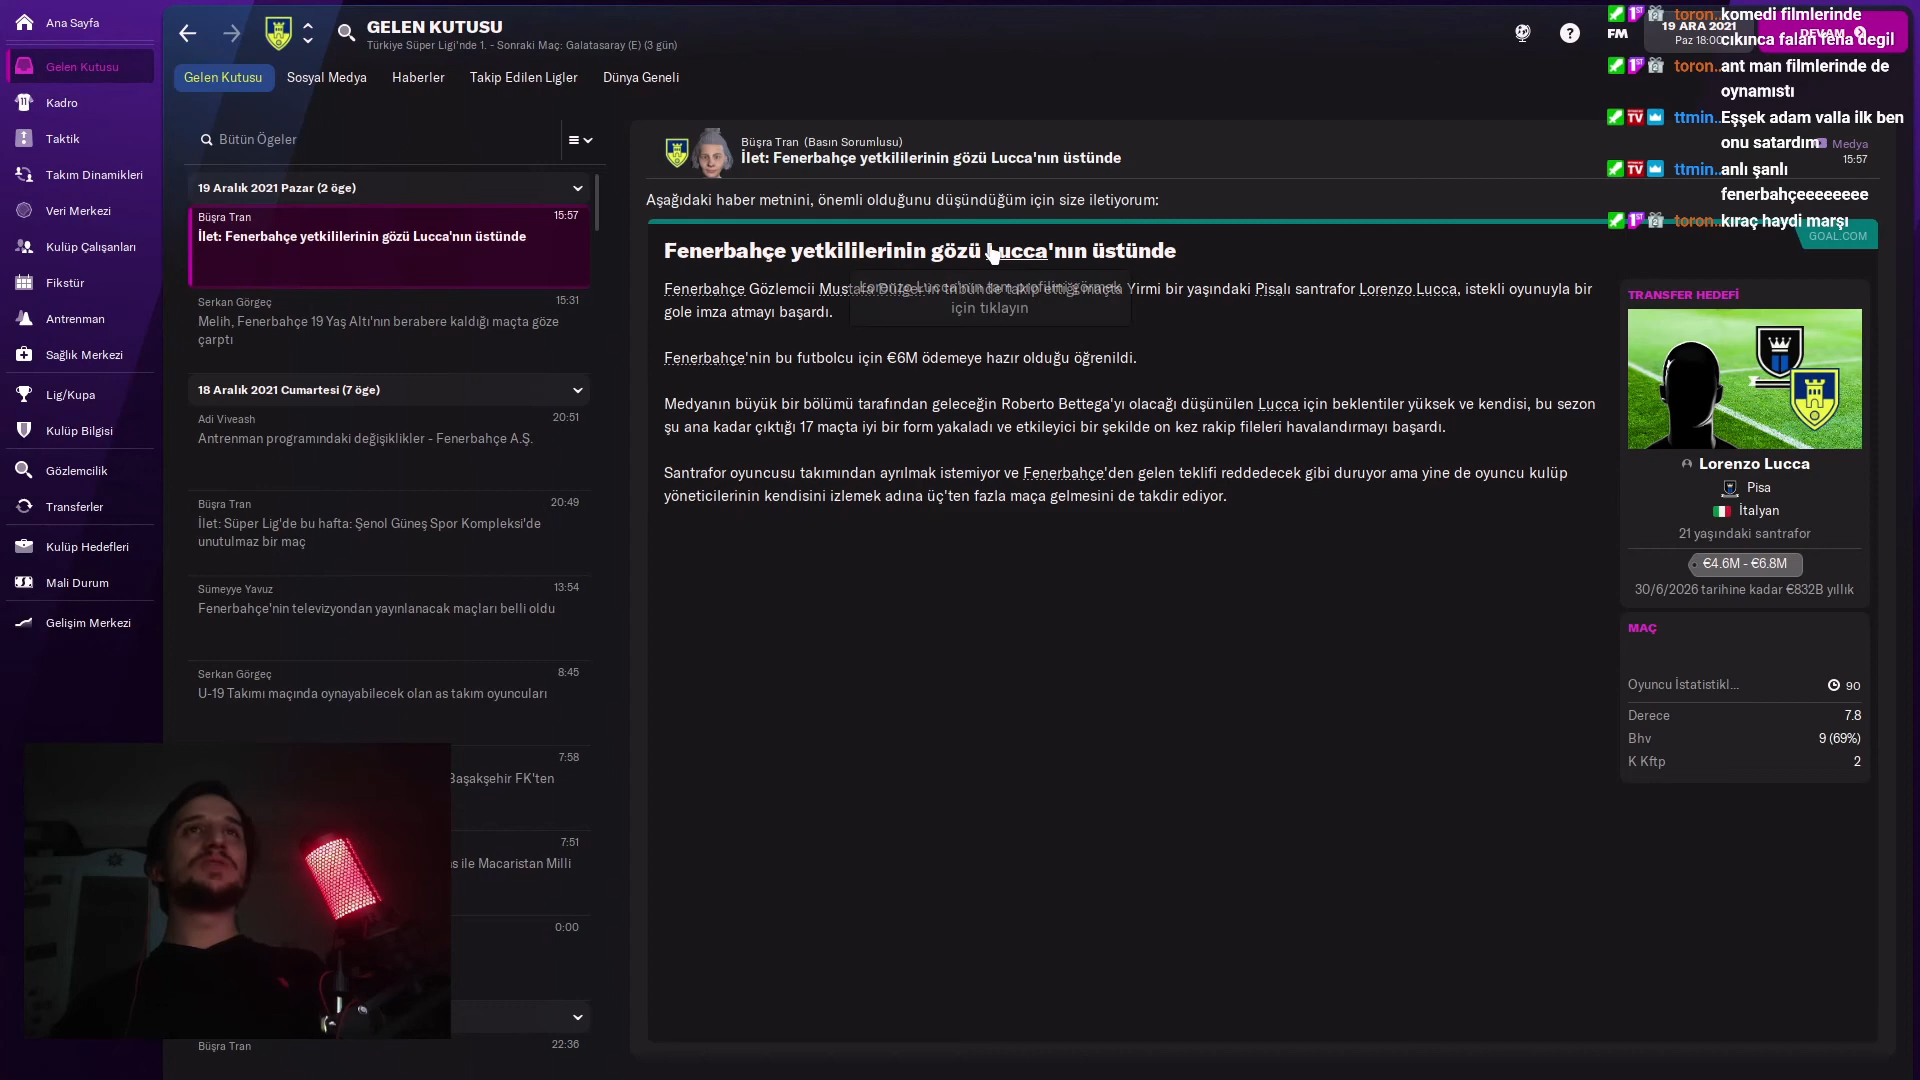 Ana Sayfa
Gelen Kutusu
Kadro
Taktik
Takım Dinamikleri
Veri Merkezi
Kulüp Çalışanları
Fikstür
Antrenman
Sağlık Merkezi
Lig/Kupa
Kulüp Bilgisi
Gözlemcilik
Transferler
Kulüp Hedefleri
Mali Durum
Gelişim Merkezi
GELEN KUTUSU
Türkiye Süper Ligi'nde 1. - Sonraki Maç: Galatasaray (E) (3 gün)
FM
19 ARA 2021
Paz 18:00
DEVAM
Gelen Kutusu Sosyal Medya Haberler Takip Edilen Ligler Dünya Geneli
Bütün Ögeler
19 Aralık 2021 Pazar (2 öge)
Büşra Tran 15:57
İlet: Fenerbahçe yetkililerinin gözü Lucca'nın üstünde
Serkan Görgeç 15:31
Melih, Fenerbahçe 19 Yaş Altı'nın berabere kaldığı maçta göze
çarptı
18 Aralık 2021 Cumartesi (7 öge)
Adi Viveash 20:51
Antrenman programındaki değişiklikler - Fenerbahçe A.Ş.
Büşra Tran 20:49
İlet: Süper Lig'de bu hafta: Şenol Güneş Spor Kompleksi'de
unutulmaz bir maç
Sümeyye Yavuz 13:54
Fenerbahçe'nin televizyondan yayınlanacak maçları belli oldu
Serkan Görgeç 8:45
U-19 Takımı maçında oynayabilecek olan as takım oyuncuları
7:58
Başakşehir FK'ten
7:51
ile Macaristan Milli
0:00
Büşra Tran 22:36
Büşra Tran (Basın Sorumlusu)
İlet: Fenerbahçe yetkililerinin gözü Lucca'nın üstünde
Medya
15:57
Aşağıdaki haber metnini, önemli olduğunu düşündüğüm için size iletiyorum:
GOAL.COM
Fenerbahçe yetkililerinin gözü Lucca'nın üstünde
Fenerbahçe Gözlemcii Mustafa Dülger'in tribünde takip ettiği maçta Yirmi bir yaşındaki Pisalı santrafor Lorenzo Lucca, istekli oyunuyla bir
gole imza atmayı başardı.
Lorenzo Lucca'nın tam profilini görmek
için tıklayın
Fenerbahçe'nin bu futbolcu için €6M ödemeye hazır olduğu öğrenildi.
Medyanın büyük bir bölümü tarafından geleceğin Roberto Bettega'yı olacağı düşünülen Lucca için beklentiler yüksek ve kendisi, bu sezon
şu ana kadar çıktığı 17 maçta iyi bir form yakaladı ve etkileyici bir şekilde on kez rakip fileleri havalandırmayı başardı.
Santrafor oyuncusu takımından ayrılmak istemiyor ve Fenerbahçe'den gelen teklifi reddedecek gibi duruyor ama yine de oyuncu kulüp
yöneticilerinin kendisini izlemek adına üç'ten fazla maça gelmesini de takdir ediyor.
TRANSFER HEDEFİ
Lorenzo Lucca
Pisa
İtalyan
21 yaşındaki santrafor
€4.6M - €6.8M
30/6/2026 tarihine kadar €832B yıllık
MAÇ
Oyuncu İstatistikl... 90
Derece 7.8
Bhv 9 (69%)
K Kftp 2
toron.. komedi filmlerinde
cıkınca falan fena degil
toron.. ant man filmlerinde de
oynamıstı
ttmin.. Eşşek adam valla ilk ben
onu satardım
ttmin.. anlı şanlı
fenerbahçeeeeeeee
toron.. kıraç haydi marşı